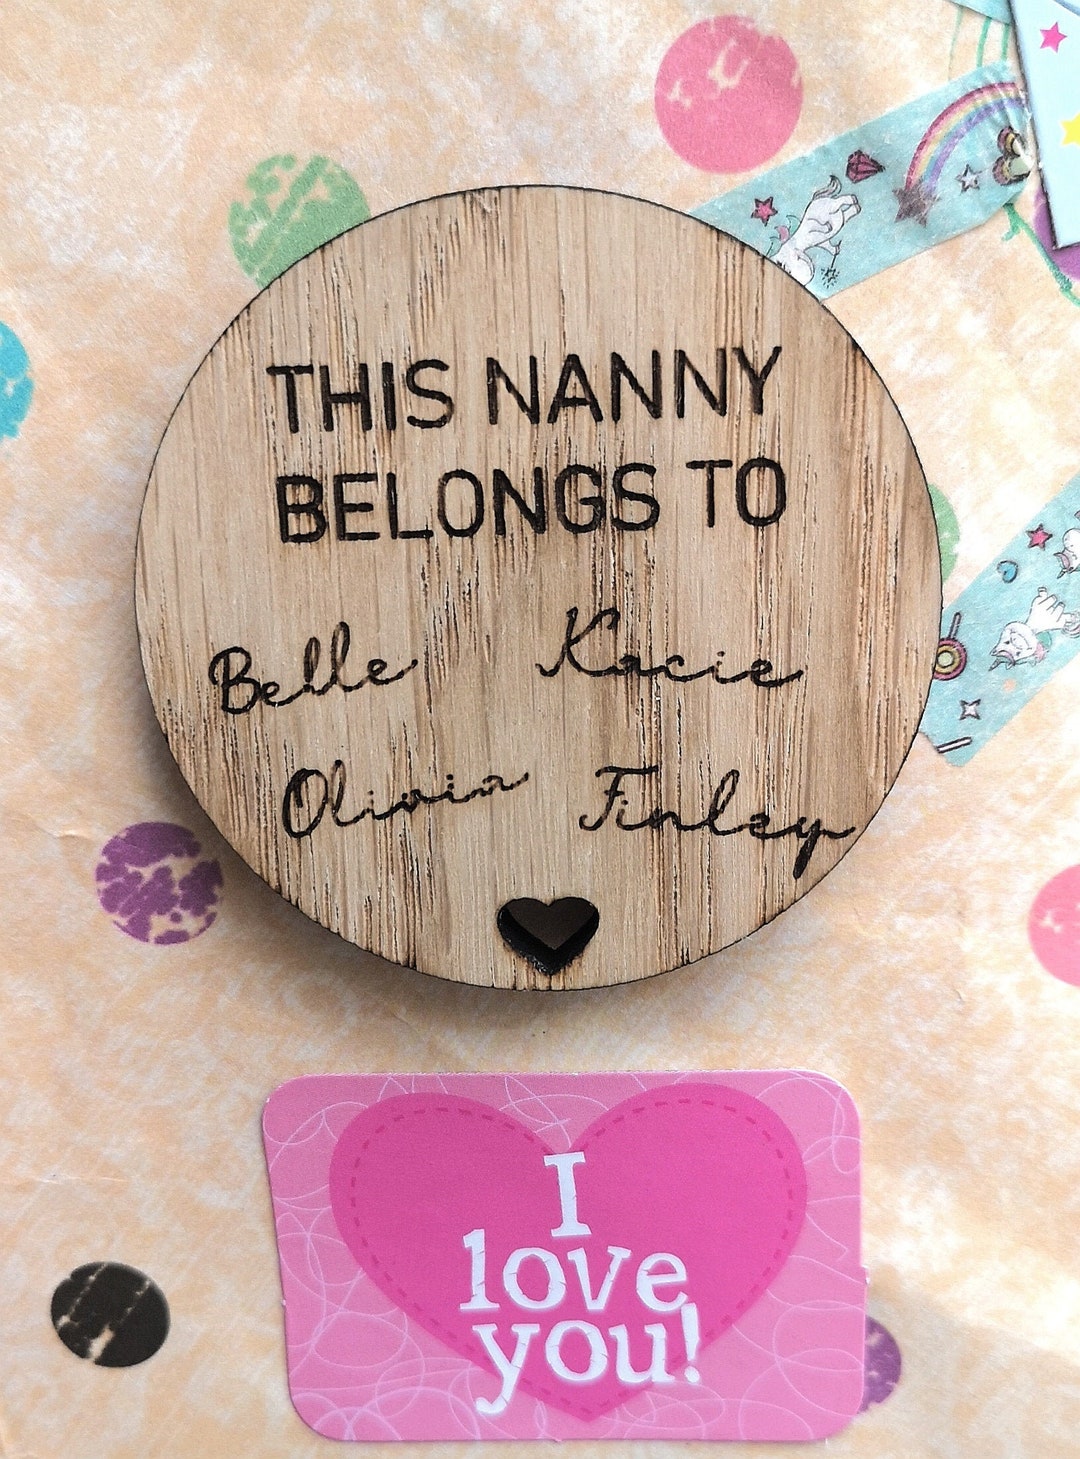 THIS NANNY
BELONGS TO
Belle Kacie
Olivia Finley
I
love
you!